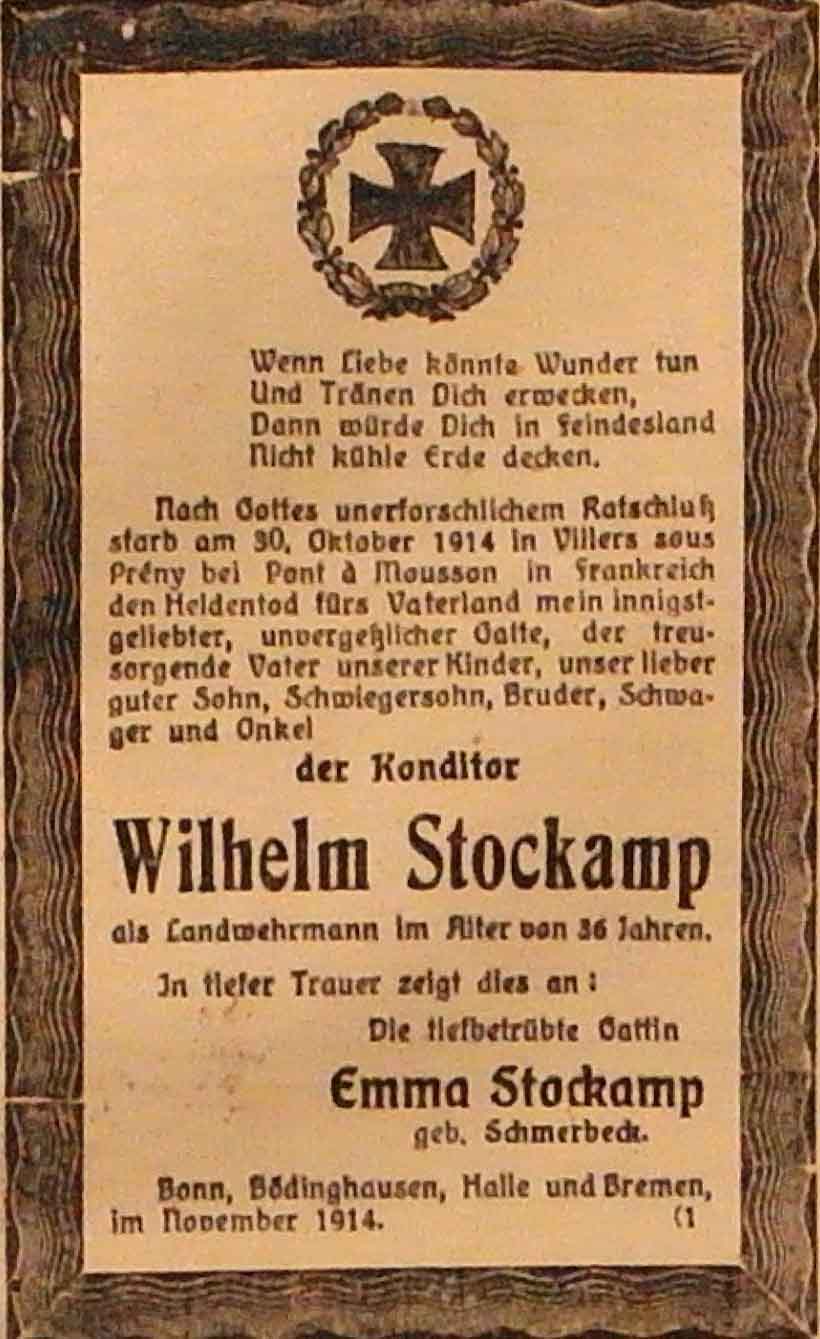 Wenn Liebe könnte Wunder tun
Und Tränen Dich erwecken,
Dann würde Dich in Feindesland
Nicht kühle Erde decken.
Nach Gottes unerforschlichem Ratschluß
starb am 30. Oktober 1914 in Villers sous
Prény bei Pont à Mousson in Frankreich
den Heldentod fürs Vaterland mein innigst-
geliebter, unvergeßlicher Gatte, der treu-
sorgende Vater unserer Kinder, unser lieber
guter Sohn, Schwiegersohn, Bruder, Schwa-
ger und Onkel
der Konditor
Wilhelm Stockamp
als Landwehrmann im Alter von 36 Jahren.
In tiefer Trauer zeigt dies an:
Die tiefbetrübte Gattin
Emma Stockamp
geb. Schmerbeck.
Bonn, Bödinghausen, Halle und Bremen,
im November 1914. (1